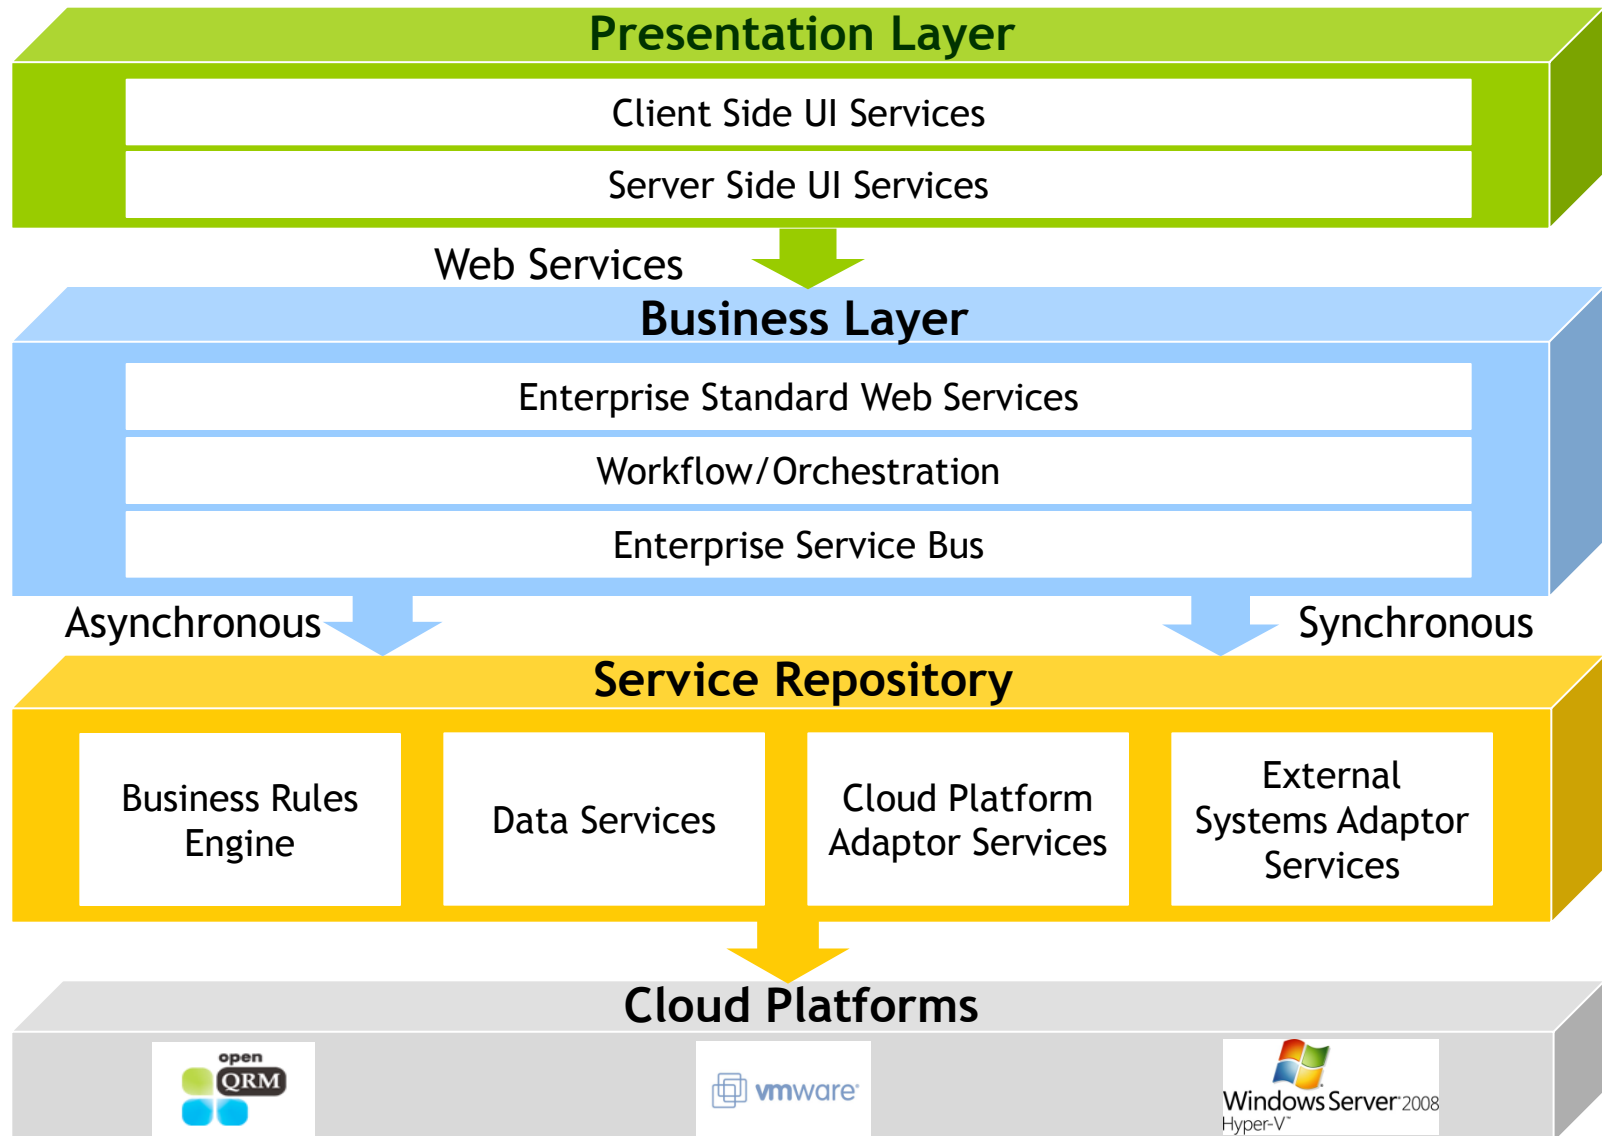 Presentation Layer
Client Side UI Services
Server Side UI Services
Web Services
Business Layer
Enterprise Standard Web Services
Workflow/Orchestration
Enterprise Service Bus
Asynchronous
Synchronous
Service Repository
Business Rules
Engine
Data Services
Cloud Platform
Adaptor Services
External
Systems Adaptor
Services
Cloud Platforms
open
QRM
vmware®
Windows Server® 2008
Hyper-V™